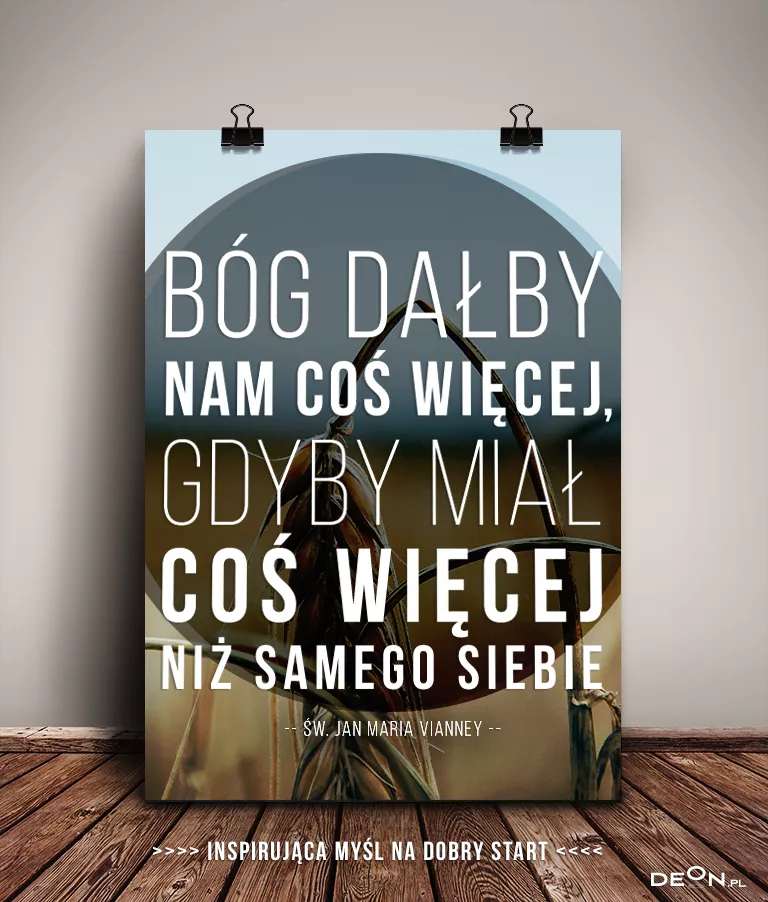 BÓG DAŁBY
NAM COŚ WIĘCEJ,
GDYBY MIAŁ
COŚ WIĘCEJ
NIŻ SAMEGO SIEBIE
-- ŚW. JAN MARIA VIANNEY --
>>>> INSPIRUJĄCA MYŚL NA DOBRY START <<<<
DEON.PL